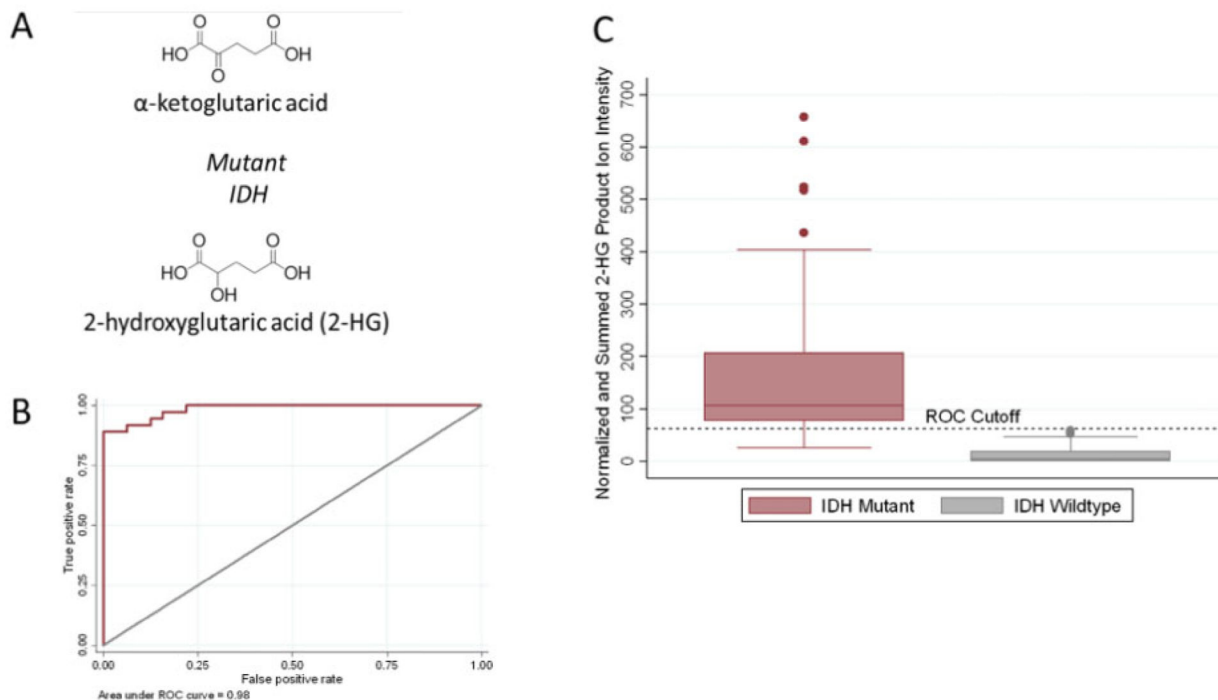 A
O
O
HO
OH
O
α-ketoglutaric acid
Mutant
IDH
O
O
HO
OH
OH
2-hydroxyglutaric acid (2-HG)
B
True positive rate
1.00
0.75
0.50
0.25
0.00
0.00 0.25 0.50 0.75 1.00
False positive rate
Area under ROC curve = 0.98
C
Normalized and Summed 2-HG Product Ion Intensity
700
600
500
400
300
200
100
0
ROC Cutoff
IDH Mutant IDH Wildtype